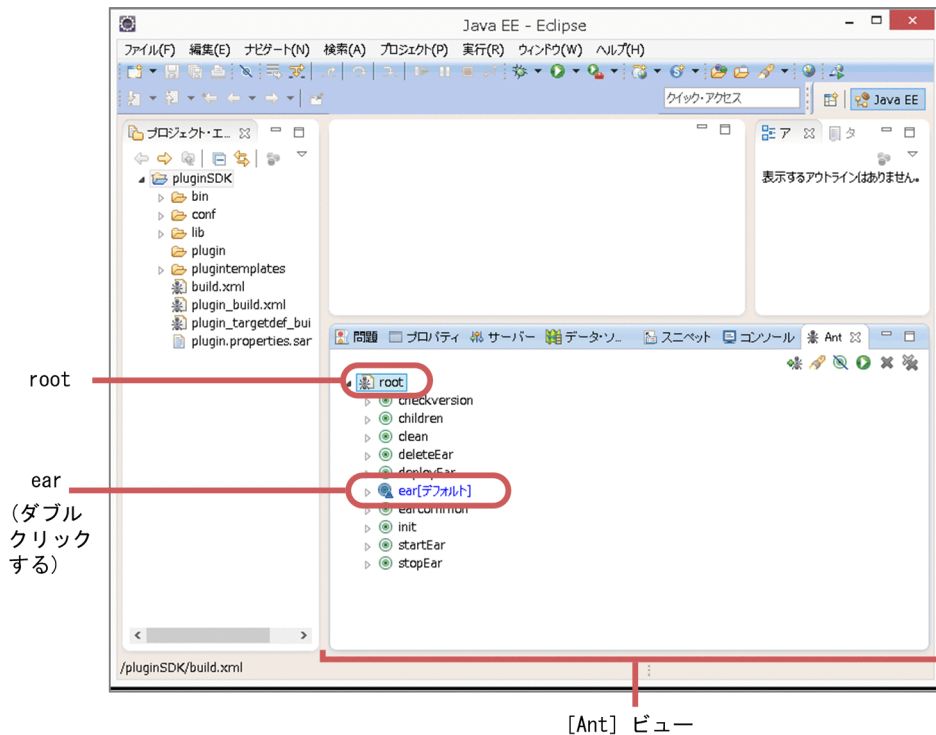 Java EE - Eclipse
ファイル(F) 編集(E) ナビゲート(N) 検索(A) プロジェクト(P) 実行(R) ウィンドウ(W) ヘルプ(H)
クイック・アクセス
Java EE
プロジェクト・エ...
ア
タ
表示するアウトラインはありません。
pluginSDK
bin
conf
lib
plugin
plugintemplates
build.xml
plugin_build.xml
plugin_targetdef_bui
plugin.properties.sar
問題 プロパティ サーバー データ・ソ... スニペット コンソール Ant
root
root
checkversion
children
clean
deleteEar
deployEar
ear[デフォルト]
earcommon
init
startEar
stopEar
ear
(ダブル
クリック
する)
/pluginSDK/build.xml
[Ant] ビュー